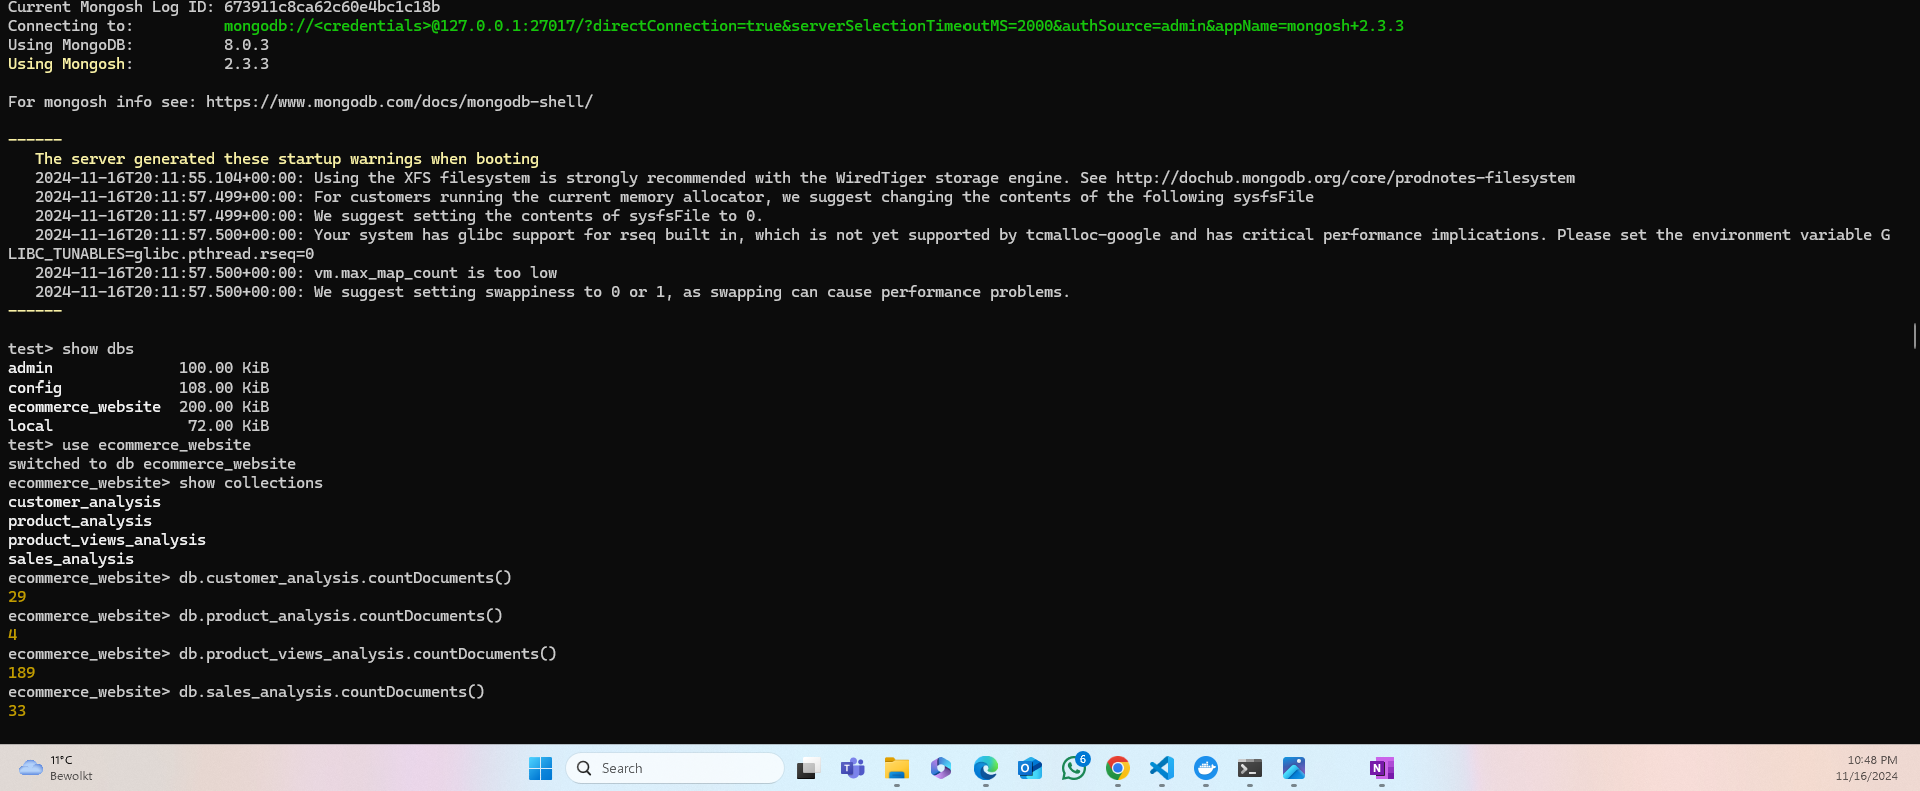 Current Mongosh Log ID: 673911c8ca62c60e4bc1c18b
Connecting to:          mongodb://<credentials>@127.0.0.1:27017/?directConnection=true&serverSelectionTimeoutMS=2000&authSource=admin&appName=mongosh+2.3.3
Using MongoDB:          8.0.3
Using Mongosh:          2.3.3
For mongosh info see: https://www.mongodb.com/docs/mongodb-shell/
------
   The server generated these startup warnings when booting
   2024-11-16T20:11:55.104+00:00: Using the XFS filesystem is strongly recommended with the WiredTiger storage engine. See http://dochub.mongodb.org/core/prodnotes-filesystem
   2024-11-16T20:11:57.499+00:00: For customers running the current memory allocator, we suggest changing the contents of the following sysfsFile
   2024-11-16T20:11:57.499+00:00: We suggest setting the contents of sysfsFile to 0.
   2024-11-16T20:11:57.500+00:00: Your system has glibc support for rseq built in, which is not yet supported by tcmalloc-google and has critical performance implications. Please set the environment variable G
LIBC_TUNABLES=glibc.pthread.rseq=0
   2024-11-16T20:11:57.500+00:00: vm.max_map_count is too low
   2024-11-16T20:11:57.500+00:00: We suggest setting swappiness to 0 or 1, as swapping can cause performance problems.
------
test> show dbs
admin              100.00 KiB
config             108.00 KiB
ecommerce_website  200.00 KiB
local               72.00 KiB
test> use ecommerce_website
switched to db ecommerce_website
ecommerce_website> show collections
customer_analysis
product_analysis
product_views_analysis
sales_analysis
ecommerce_website> db.customer_analysis.countDocuments()
29
ecommerce_website> db.product_analysis.countDocuments()
4
ecommerce_website> db.product_views_analysis.countDocuments()
189
ecommerce_website> db.sales_analysis.countDocuments()
33
11°C
Bewolkt
Search
6
10:48 PM
11/16/2024